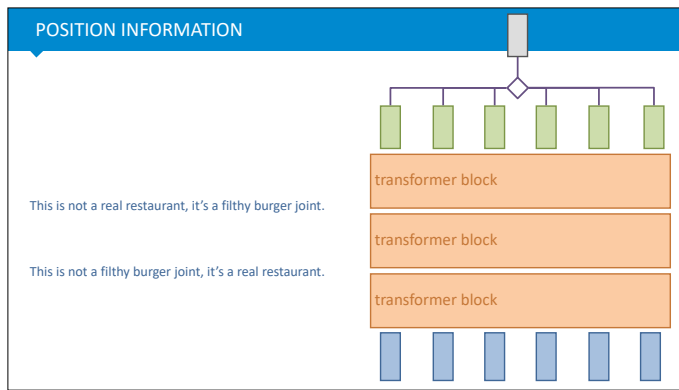 POSITION INFORMATION
This is not a real restaurant, it's a filthy burger joint.
This is not a filthy burger joint, it's a real restaurant.
transformer block
transformer block
transformer block